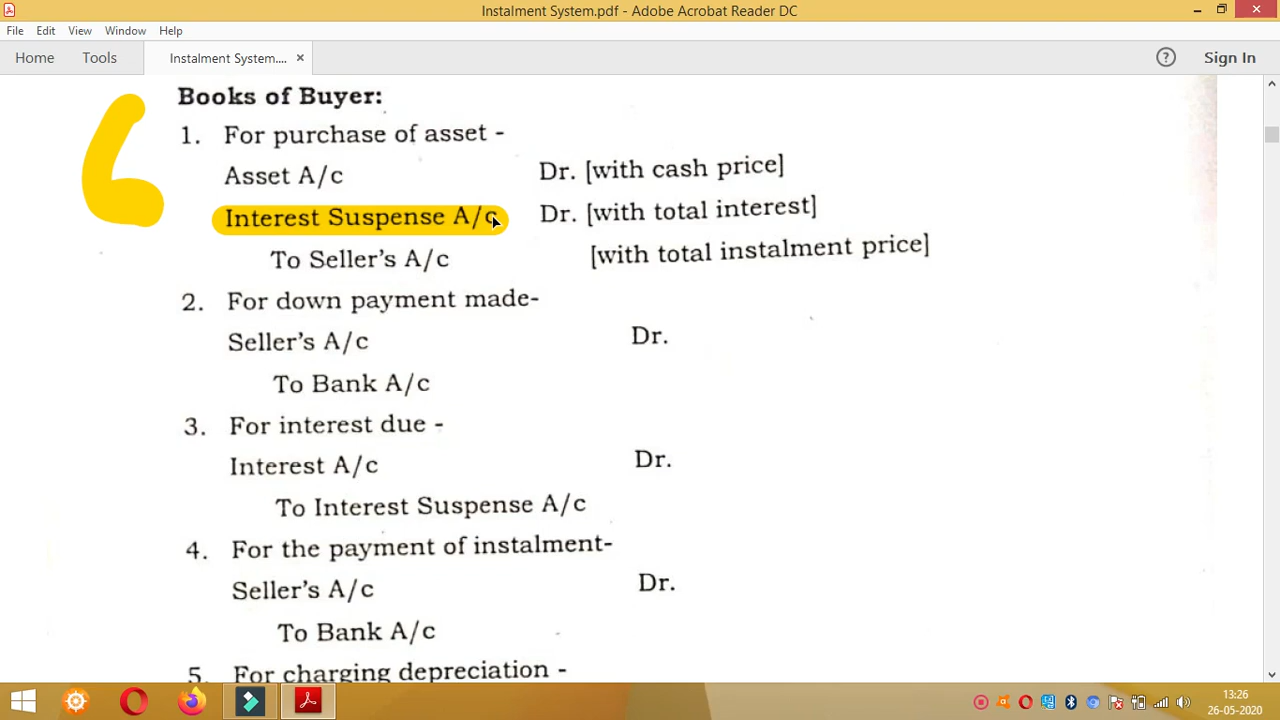 Instalment System.pdf - Adobe Acrobat Reader DC
File Edit View Window Help
Home Tools Instalment System.... × Sign In
Books of Buyer:
1. For purchase of asset -
Asset A/c Dr. [with cash price]
Interest Suspense A/c Dr. [with total interest]
To Seller's A/c [with total instalment price]
2. For down payment made-
Seller's A/c Dr.
To Bank A/c
3. For interest due -
Interest A/c Dr.
To Interest Suspense A/c
4. For the payment of instalment-
Seller's A/c Dr.
To Bank A/c
5. For charging depreciation -
13:26
26-05-2020